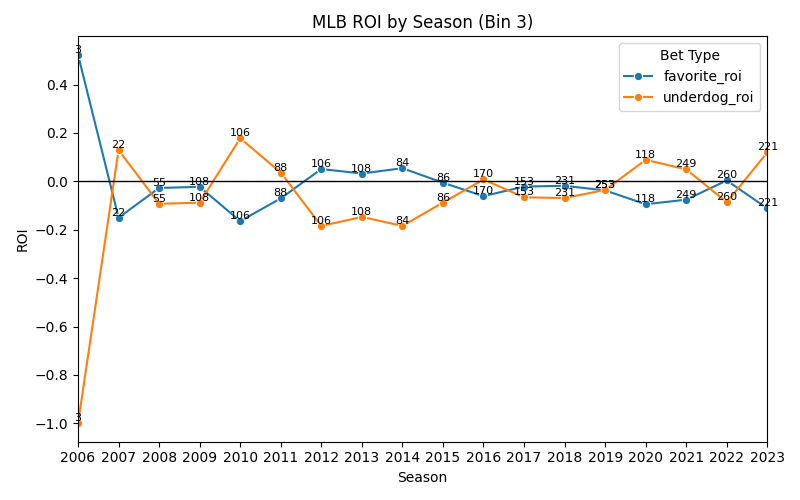 MLB ROI by Season (Bin 3)
Bet Type
favorite_roi
underdog_roi
ROI
0.4
0.2
0.0
−0.2
−0.4
−0.6
−0.8
−1.0
3 22 55 108 106 88 106 108 84 86 170 153 231 253 118 249 260 221
3 22 55 108 106 88 106 108 84 86 170 153 231 253 118 249 260 221
2006 2007 2008 2009 2010 2011 2012 2013 2014 2015 2016 2017 2018 2019 2020 2021 2022 2023
Season